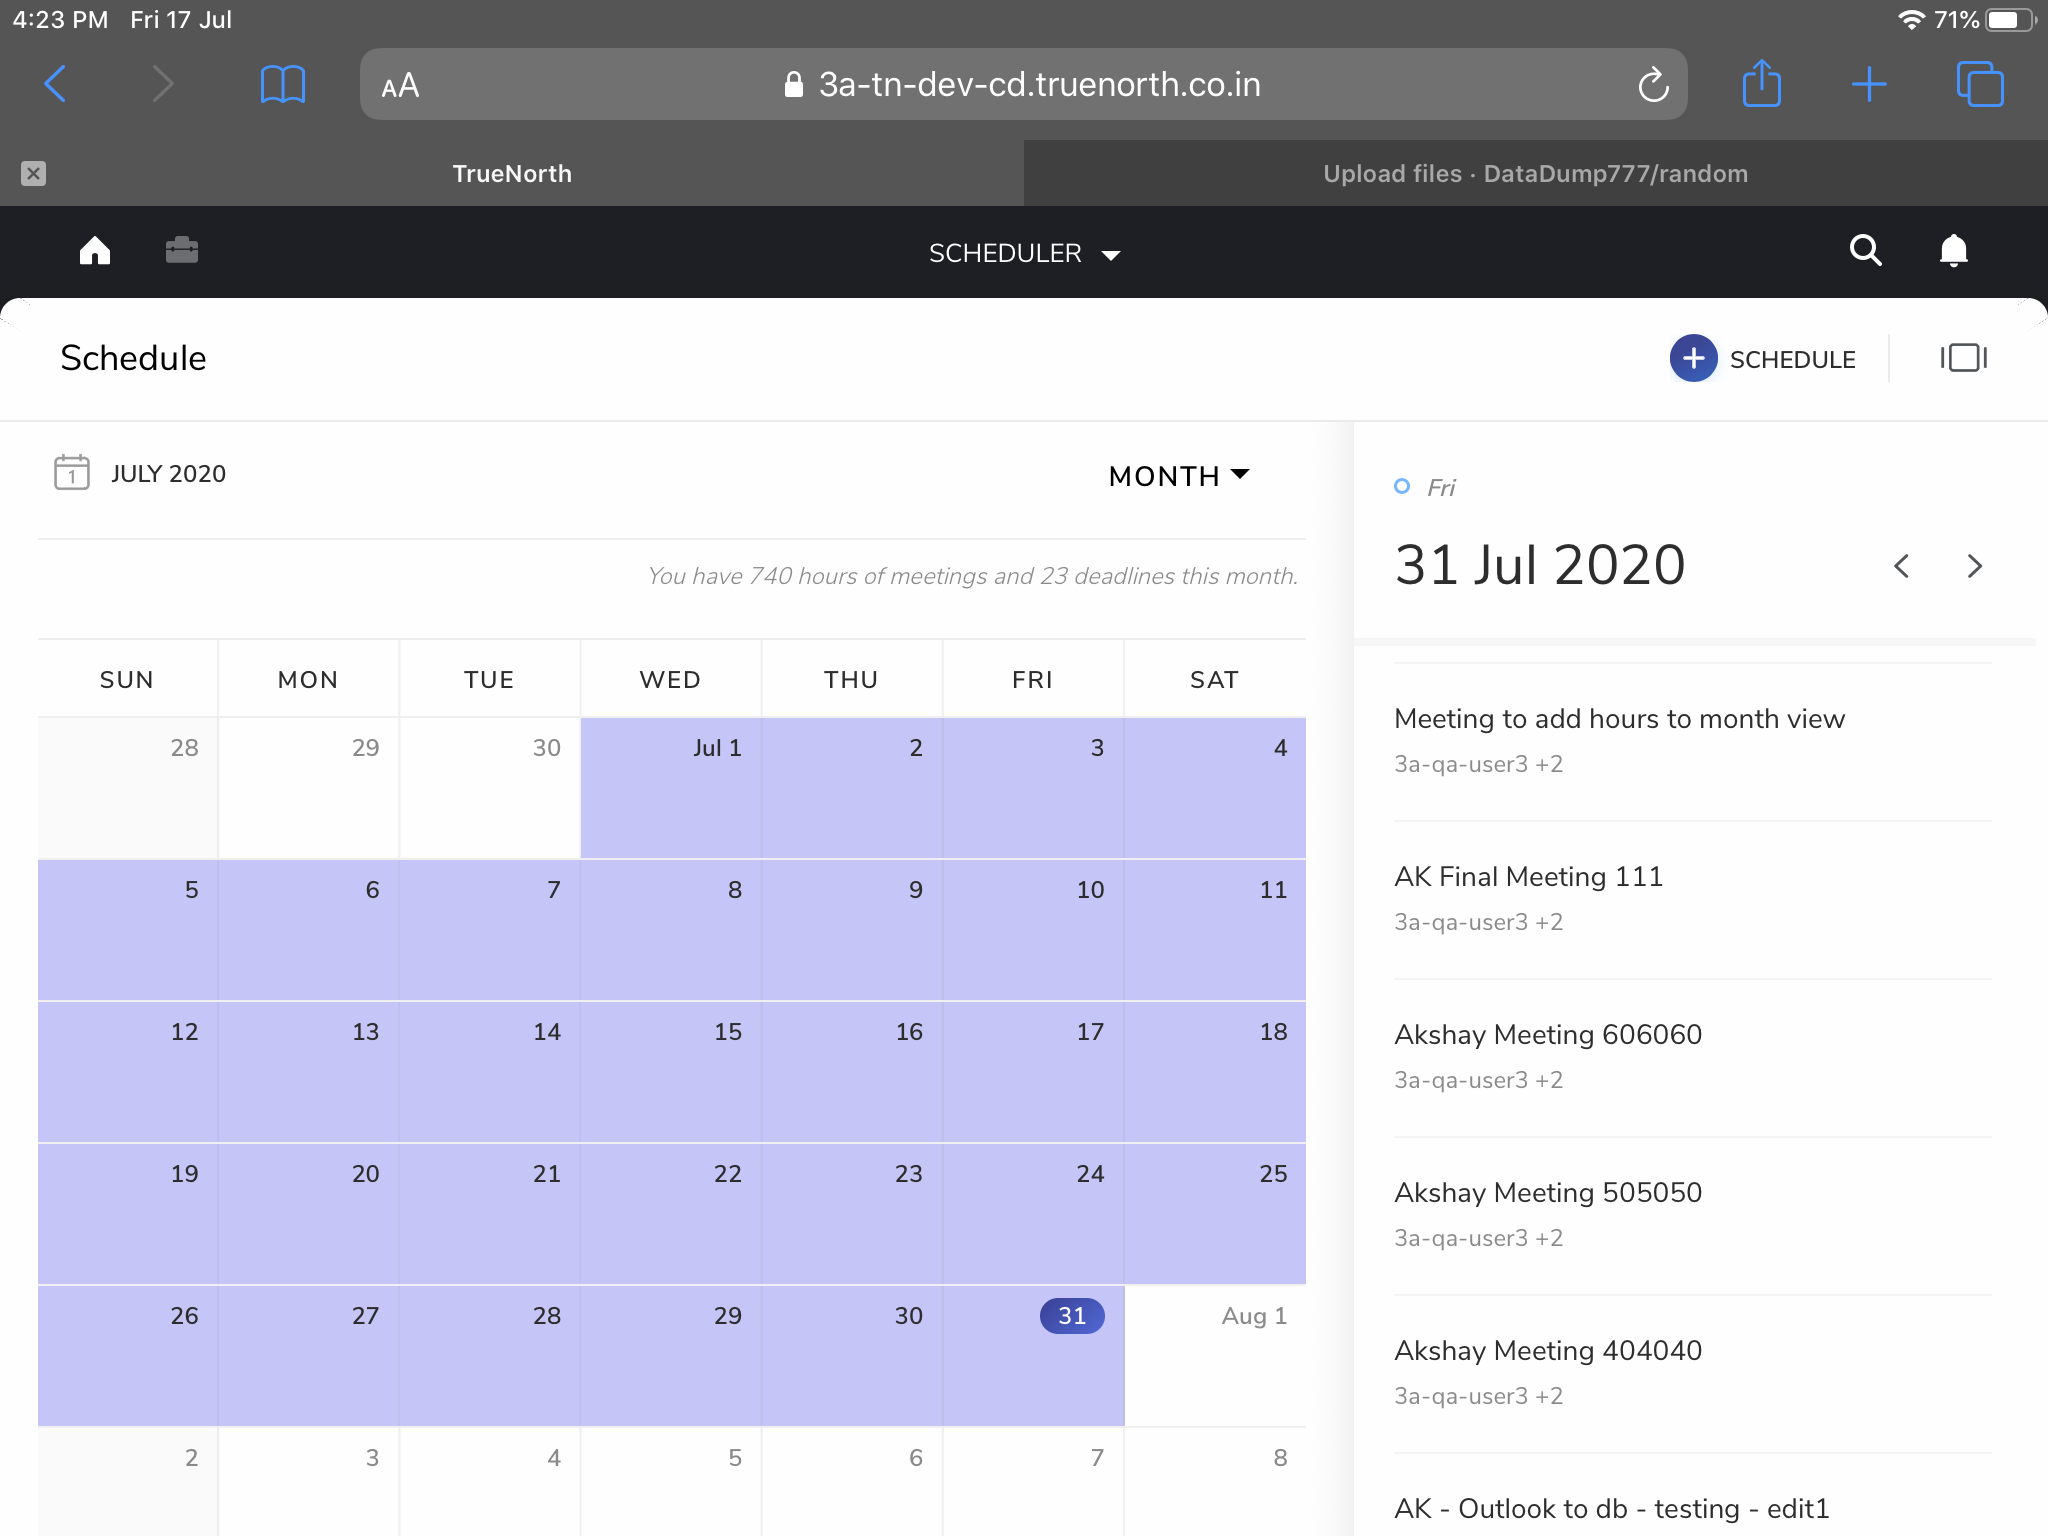 4:23 PM Fri 17 Jul 71%
AA 3a-tn-dev-cd.truenorth.co.in
TrueNorth Upload files · DataDump777/random
SCHEDULER
Schedule SCHEDULE
1 JULY 2020 MONTH
You have 740 hours of meetings and 23 deadlines this month.
SUN MON TUE WED THU FRI SAT
28 29 30 Jul 1 2 3 4
5 6 7 8 9 10 11
12 13 14 15 16 17 18
19 20 21 22 23 24 25
26 27 28 29 30 31 Aug 1
2 3 4 5 6 7 8
Fri
31 Jul 2020
Meeting to add hours to month view
3a-qa-user3 +2
AK Final Meeting 111
3a-qa-user3 +2
Akshay Meeting 606060
3a-qa-user3 +2
Akshay Meeting 505050
3a-qa-user3 +2
Akshay Meeting 404040
3a-qa-user3 +2
AK - Outlook to db - testing - edit1